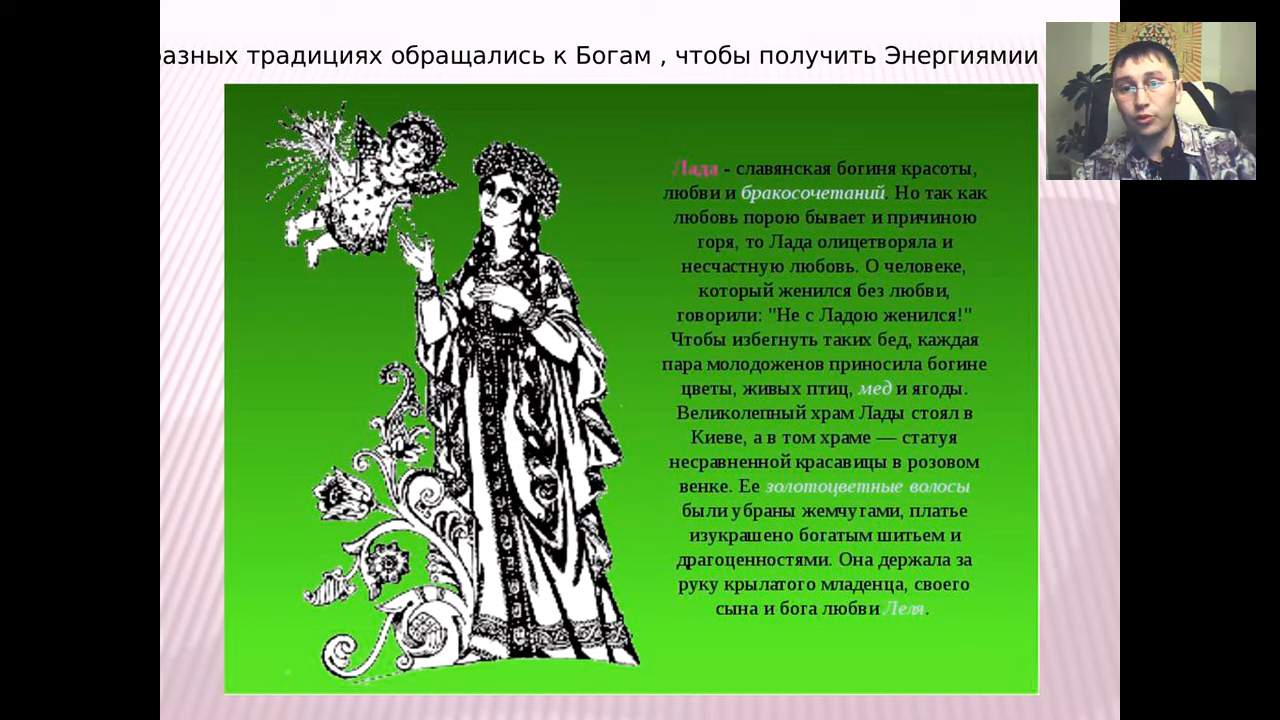 разных традициях обращались к Богам , чтобы получить Энергиямии
Лада - славянская богиня красоты,
любви и бракосочетаний. Но так как
любовь порою бывает и причиною
горя, то Лада олицетворяла и
несчастную любовь. О человеке,
который женился без любви,
говорили: "Не с Ладою женился!"
Чтобы избегнуть таких бед, каждая
пара молодоженов приносила богине
цветы, живых птиц, мед и ягоды.
Великолепный храм Лады стоял в
Киеве, а в том храме — статуя
несравненной красавицы в розовом
венке. Ее золотоцветные волосы
были убраны жемчугами, платье
изукрашено богатым шитьем и
драгоценностями. Она держала за
руку крылатого младенца, своего
сына и бога любви Леля.